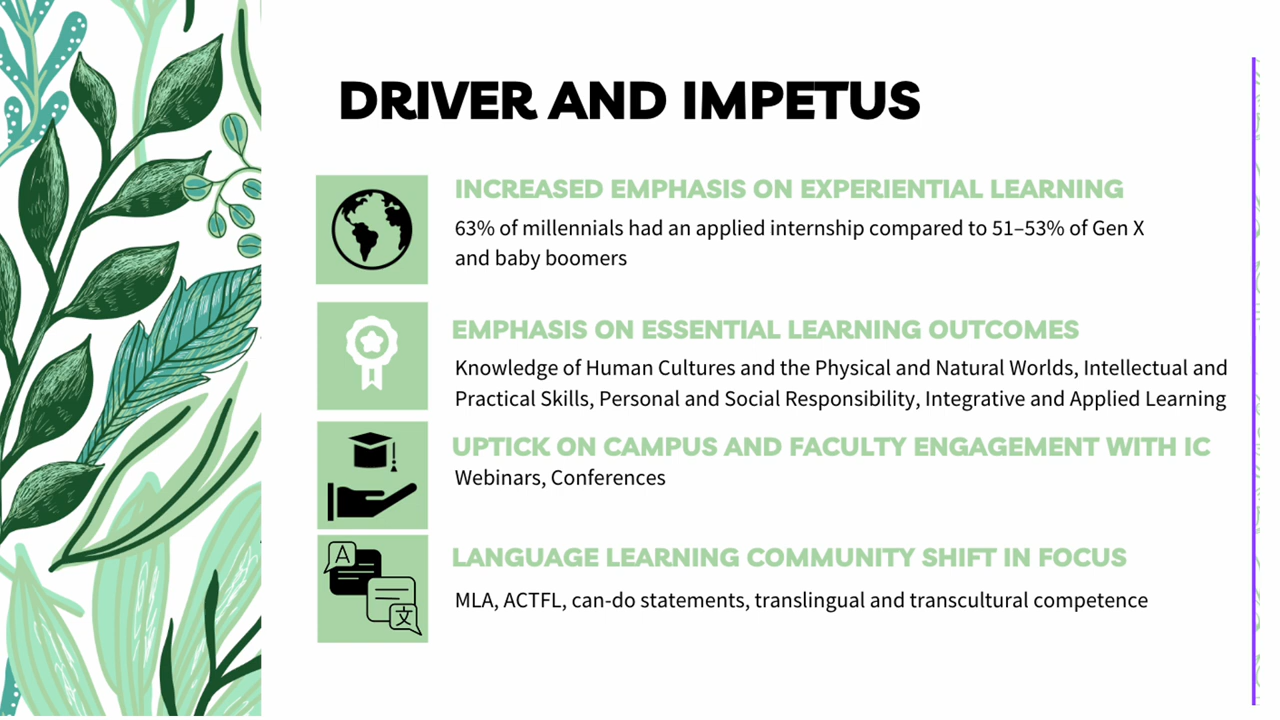 DRIVER AND IMPETUS
INCREASED EMPHASIS ON EXPERIENTIAL LEARNING
63% of millennials had an applied internship compared to 51–53% of Gen X
and baby boomers
EMPHASIS ON ESSENTIAL LEARNING OUTCOMES
Knowledge of Human Cultures and the Physical and Natural Worlds, Intellectual and
Practical Skills, Personal and Social Responsibility, Integrative and Applied Learning
UPTICK ON CAMPUS AND FACULTY ENGAGEMENT WITH IC
Webinars, Conferences
A
文
LANGUAGE LEARNING COMMUNITY SHIFT IN FOCUS
MLA, ACTFL, can-do statements, translingual and transcultural competence